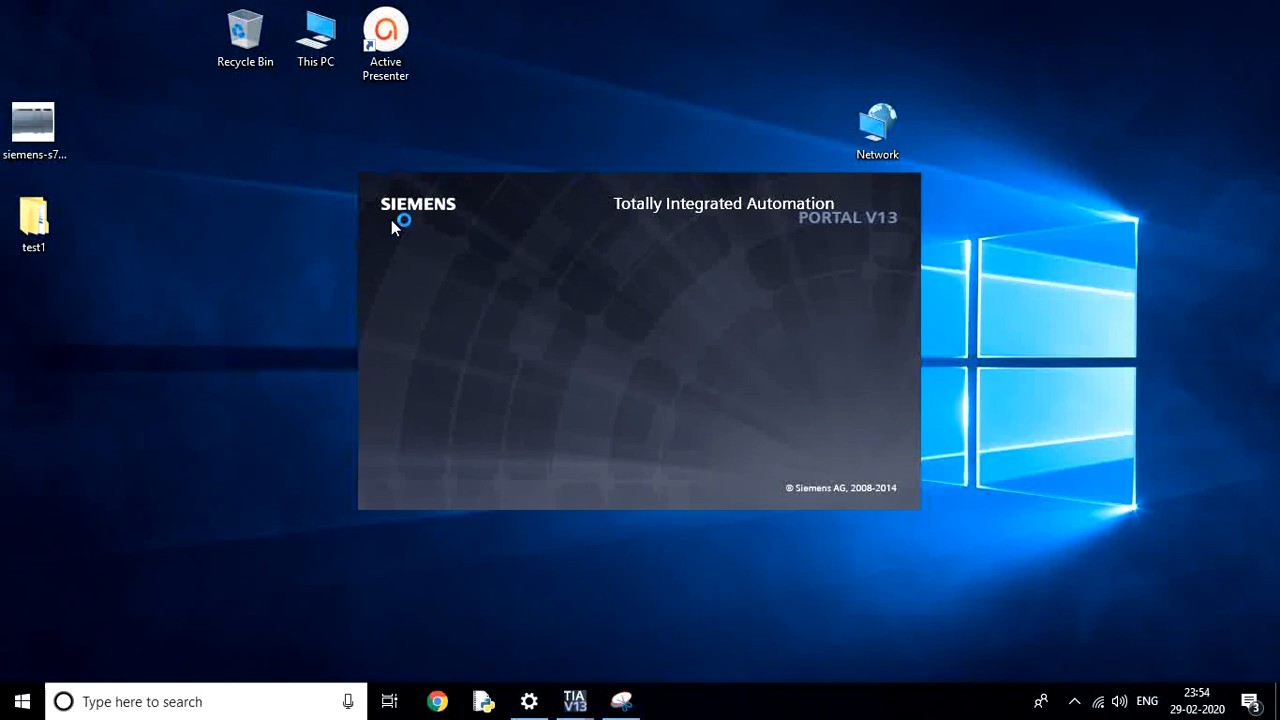 Recycle Bin
This PC
Active
Presenter
siemens-s7...
test1
Network
SIEMENS
Totally Integrated Automation
PORTAL V13
© Siemens AG, 2008-2014
Type here to search
TIA
V13
ENG
23:54
29-02-2020
3